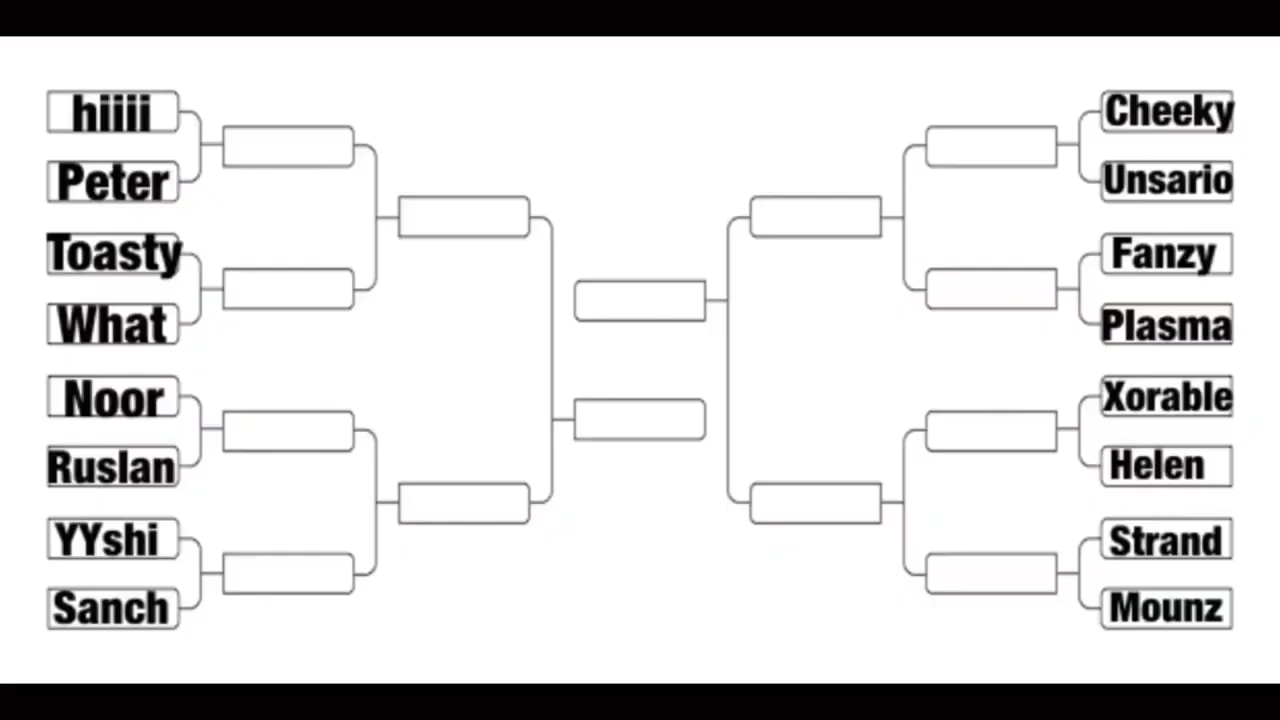 hiiii
Peter
Toasty
What
Noor
Ruslan
YYshi
Sanch
Cheeky
Unsario
Fanzy
Plasma
Xorable
Helen
Strand
Mounz